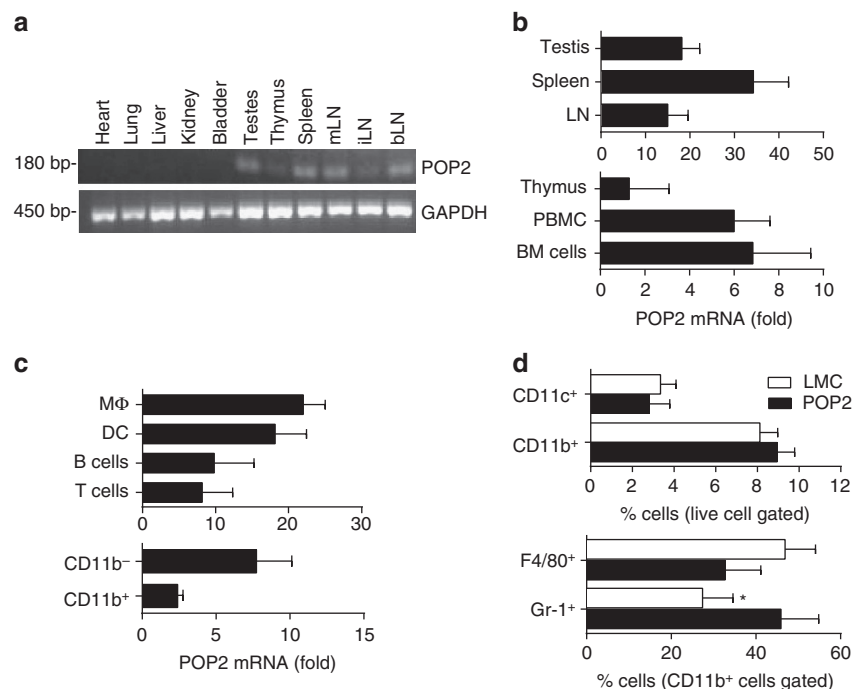 a
Heart
Lung
Liver
Kidney
Bladder
Testes
Thymus
Spleen
mLN
iLN
bLN
180 bp-
POP2
450 bp-
GAPDH
b
Testis
Spleen
LN
0 10 20 30 40 50
Thymus
PBMC
BM cells
0 2 4 6 8 10
POP2 mRNA (fold)
c
MΦ
DC
B cells
T cells
0 10 20 30
CD11b⁻
CD11b⁺
0 5 10 15
POP2 mRNA (fold)
d
LMC
POP2
CD11c⁺
CD11b⁺
0 2 4 6 8 10 12
% cells (live cell gated)
F4/80⁺
Gr-1⁺
*
0 20 40 60
% cells (CD11b⁺ cells gated)